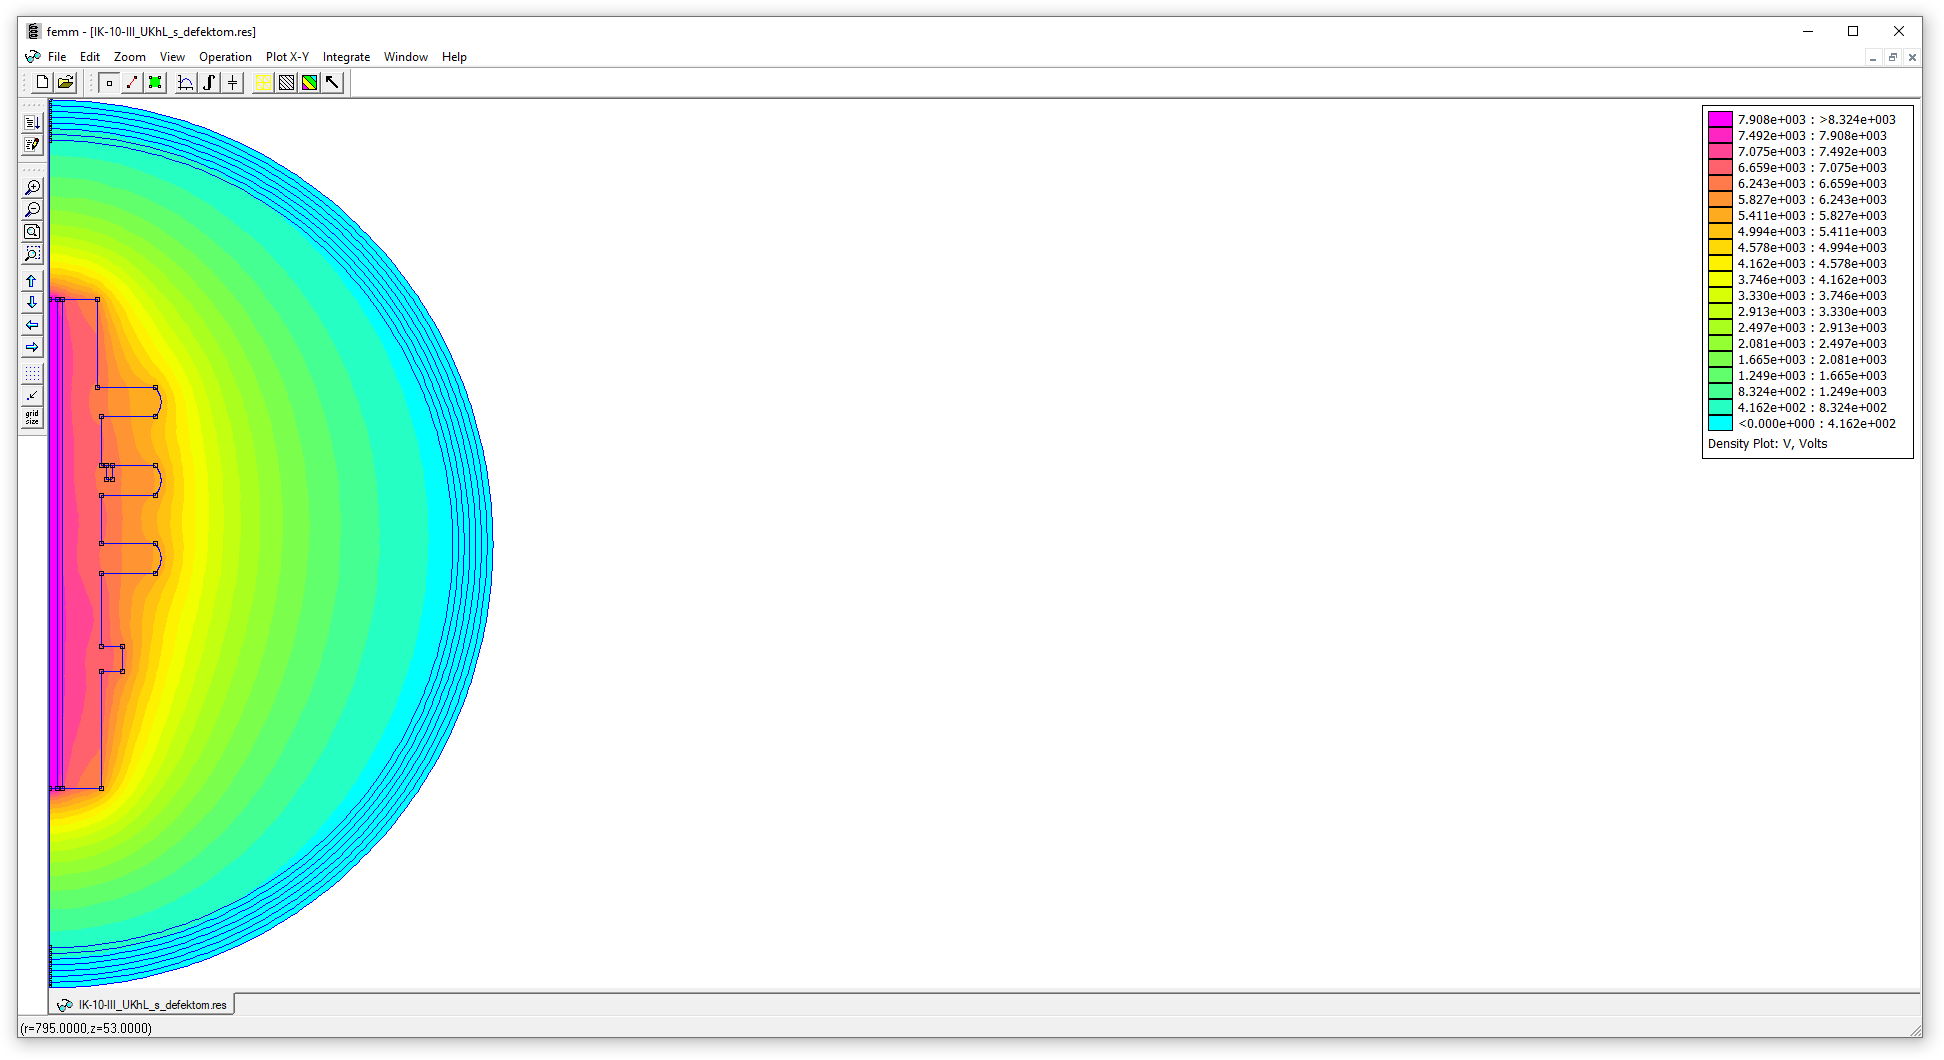 femm - [IK-10-III_UKhL_s_defektom.res]
File Edit Zoom View Operation Plot X-Y Integrate Window Help
grid
size
7.908e+003 : >8.324e+003
7.492e+003 : 7.908e+003
7.075e+003 : 7.492e+003
6.659e+003 : 7.075e+003
6.243e+003 : 6.659e+003
5.827e+003 : 6.243e+003
5.411e+003 : 5.827e+003
4.994e+003 : 5.411e+003
4.578e+003 : 4.994e+003
4.162e+003 : 4.578e+003
3.746e+003 : 4.162e+003
3.330e+003 : 3.746e+003
2.913e+003 : 3.330e+003
2.497e+003 : 2.913e+003
2.081e+003 : 2.497e+003
1.665e+003 : 2.081e+003
1.249e+003 : 1.665e+003
8.324e+002 : 1.249e+003
4.162e+002 : 8.324e+002
<0.000e+000 : 4.162e+002
Density Plot: V, Volts
IK-10-III_UKhL_s_defektom.res
(r=795.0000,z=53.0000)